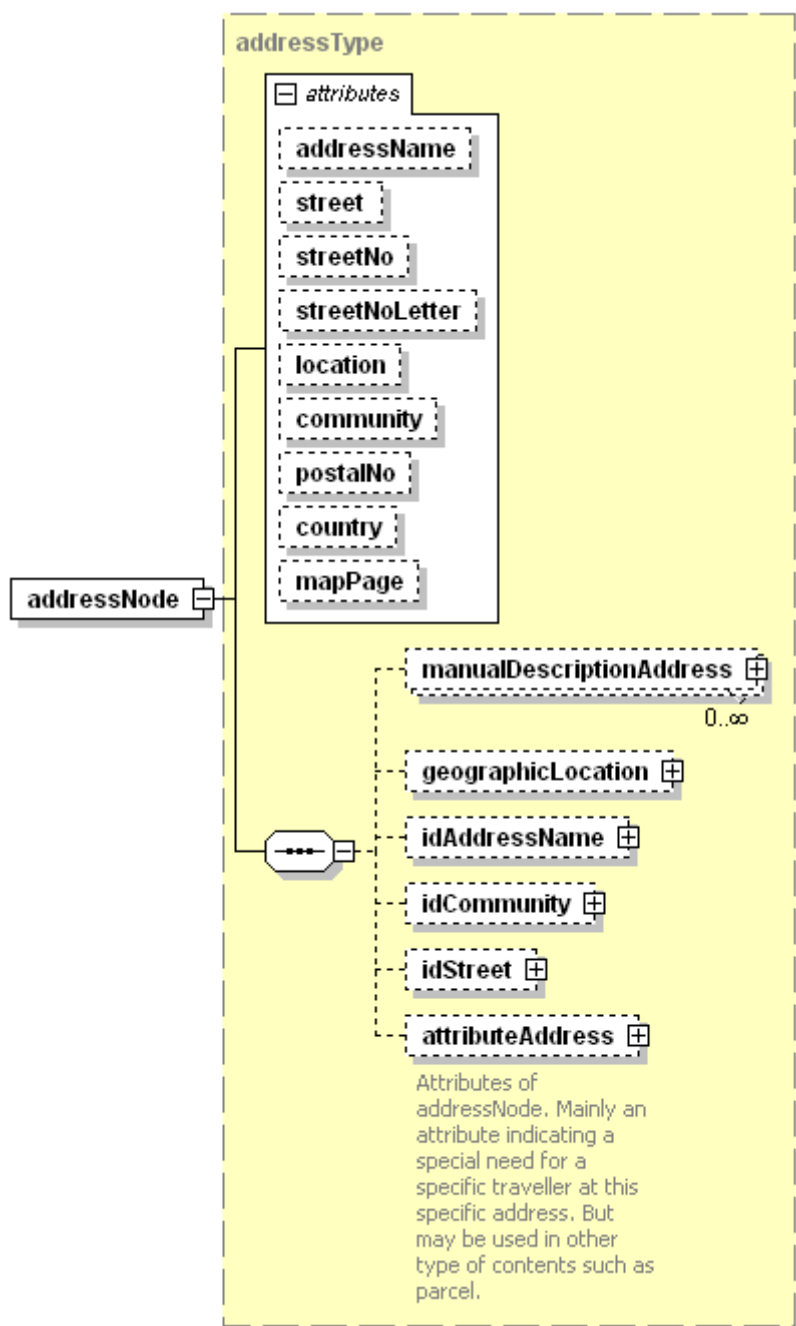 addressType
attributes
addressName
street
streetNo
streetNoLetter
location
community
postalNo
country
mapPage
addressNode
manualDescriptionAddress
0..∞
geographicLocation
idAddressName
idCommunity
idStreet
attributeAddress
Attributes of
addressNode. Mainly an
attribute indicating a
special need for a
specific traveller at this
specific address. But
may be used in other
type of contents such as
parcel.